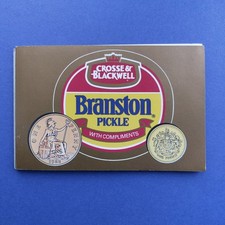 CROSSE &
BLACKWELL
Branston
PICKLE
WITH COMPLIMENTS